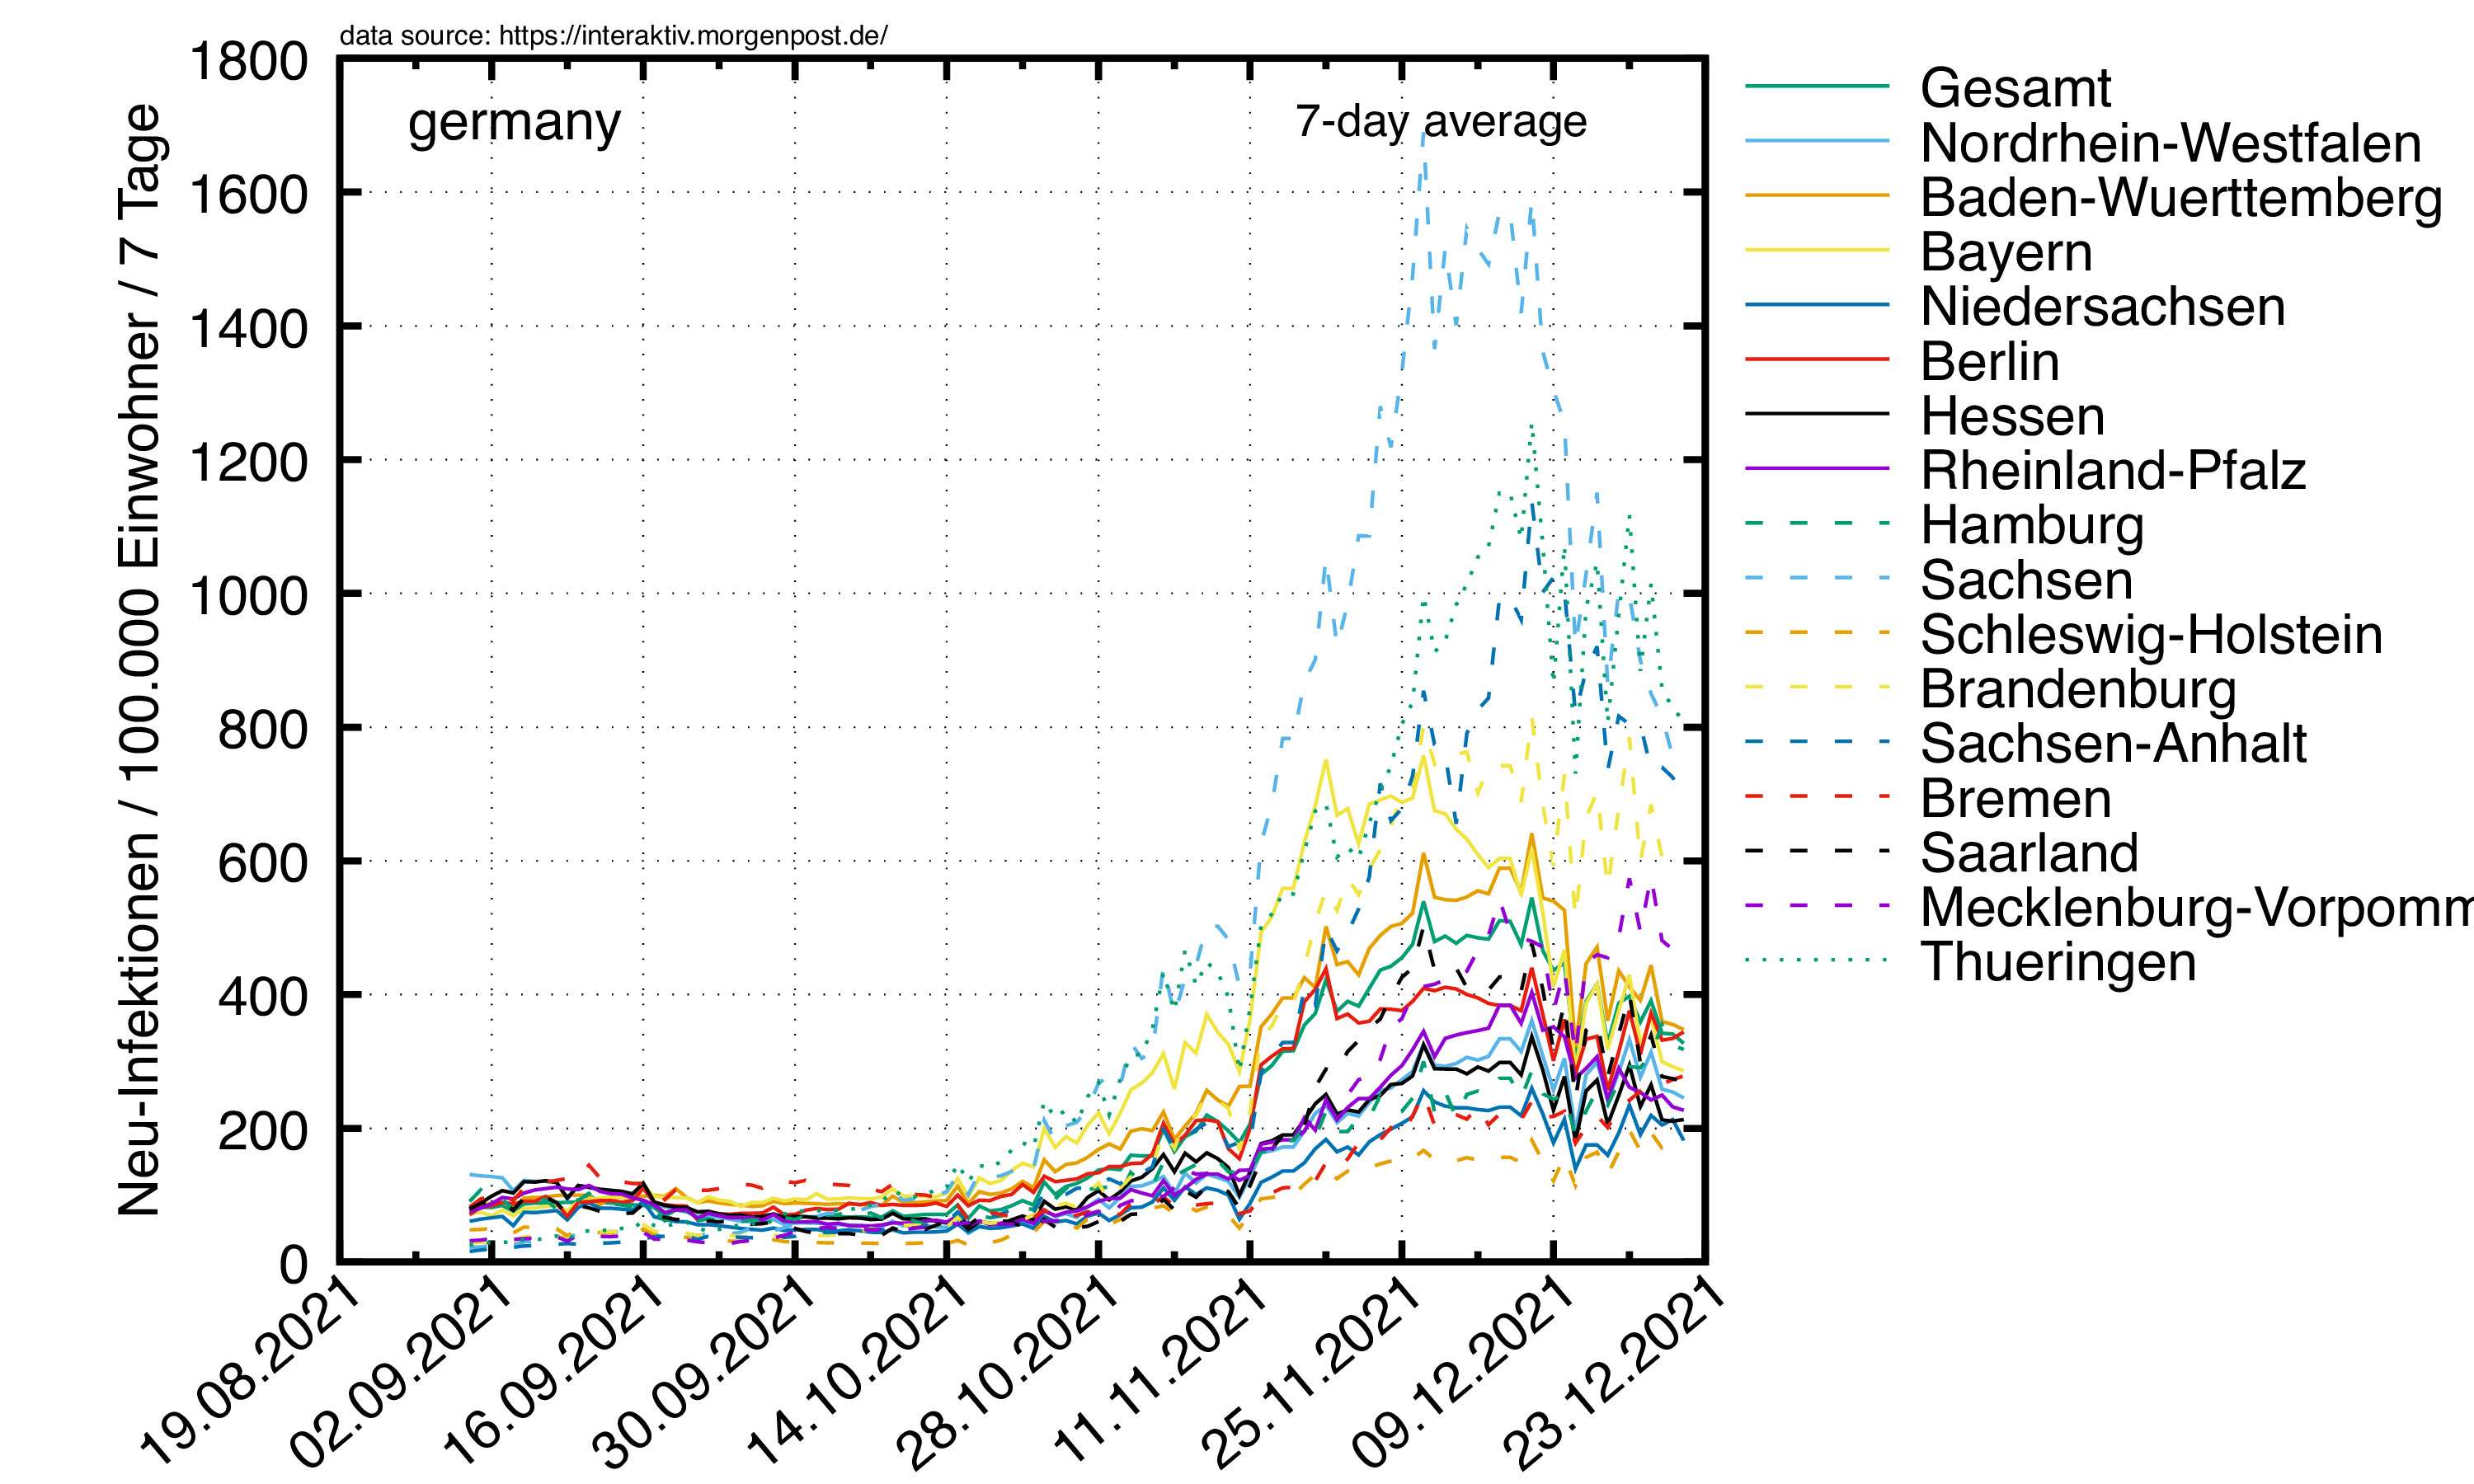 data source: https://interaktiv.morgenpost.de/
germany
7-day average
Neu-Infektionen / 100.000 Einwohner / 7 Tage
1800
1600
1400
1200
1000
800
600
400
200
0
19.08.2021
02.09.2021
16.09.2021
30.09.2021
14.10.2021
28.10.2021
11.11.2021
25.11.2021
09.12.2021
23.12.2021
Gesamt
Nordrhein-Westfalen
Baden-Wuerttemberg
Bayern
Niedersachsen
Berlin
Hessen
Rheinland-Pfalz
Hamburg
Sachsen
Schleswig-Holstein
Brandenburg
Sachsen-Anhalt
Bremen
Saarland
Mecklenburg-Vorpomm
Thueringen